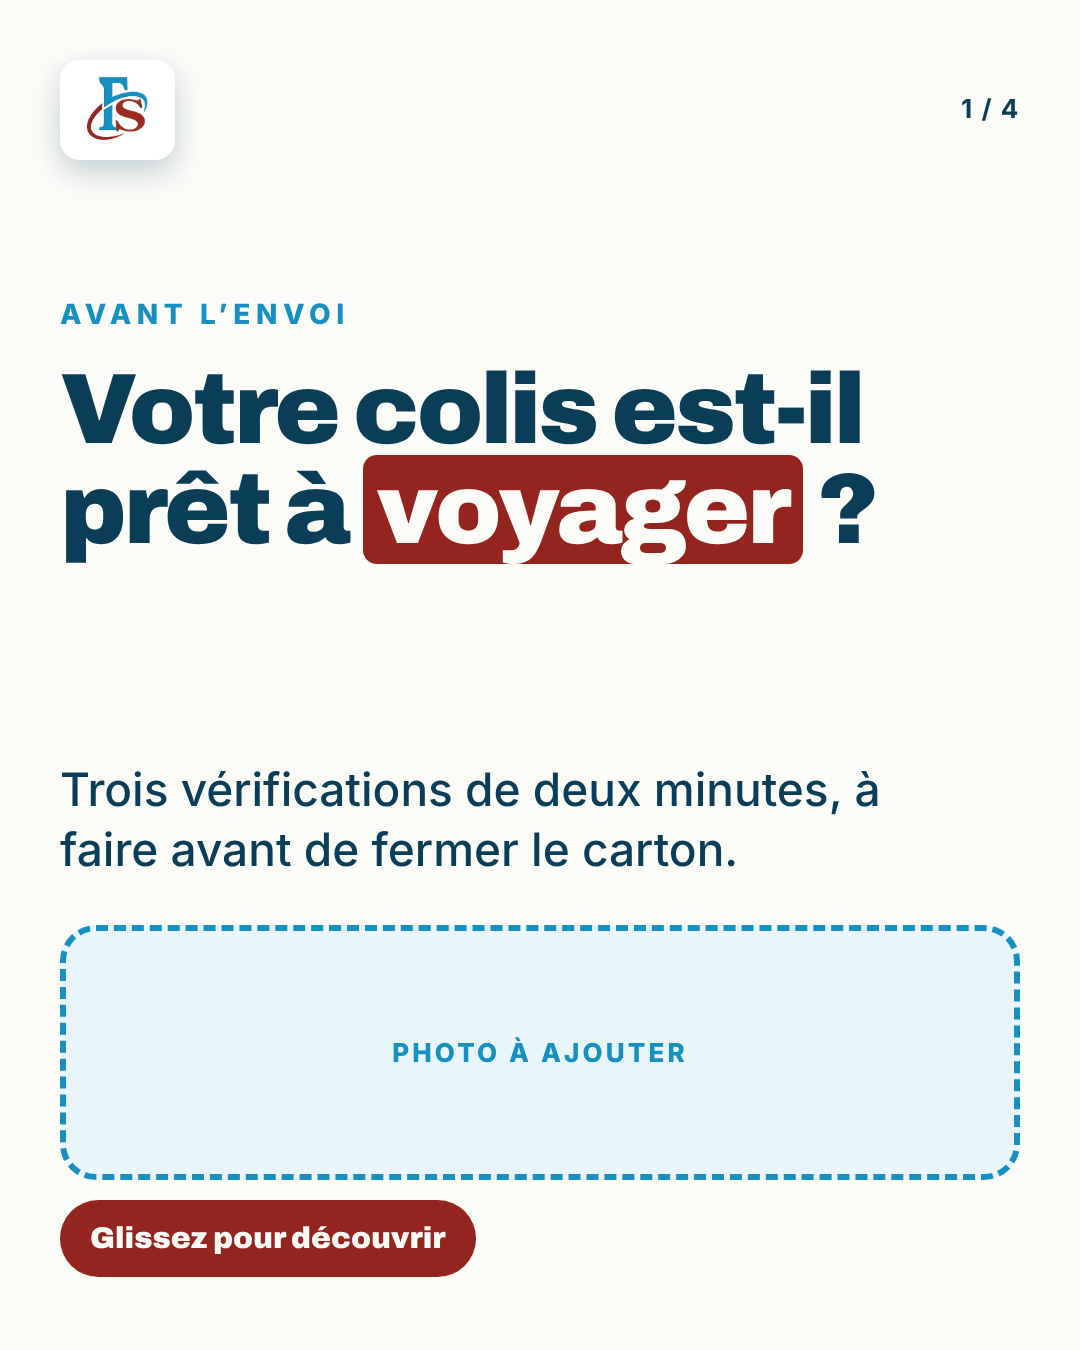 FS
1 / 4
AVANT L’ENVOI
Votre colis est-il
prêt à voyager ?
Trois vérifications de deux minutes, à
faire avant de fermer le carton.
PHOTO À AJOUTER
Glissez pour découvrir